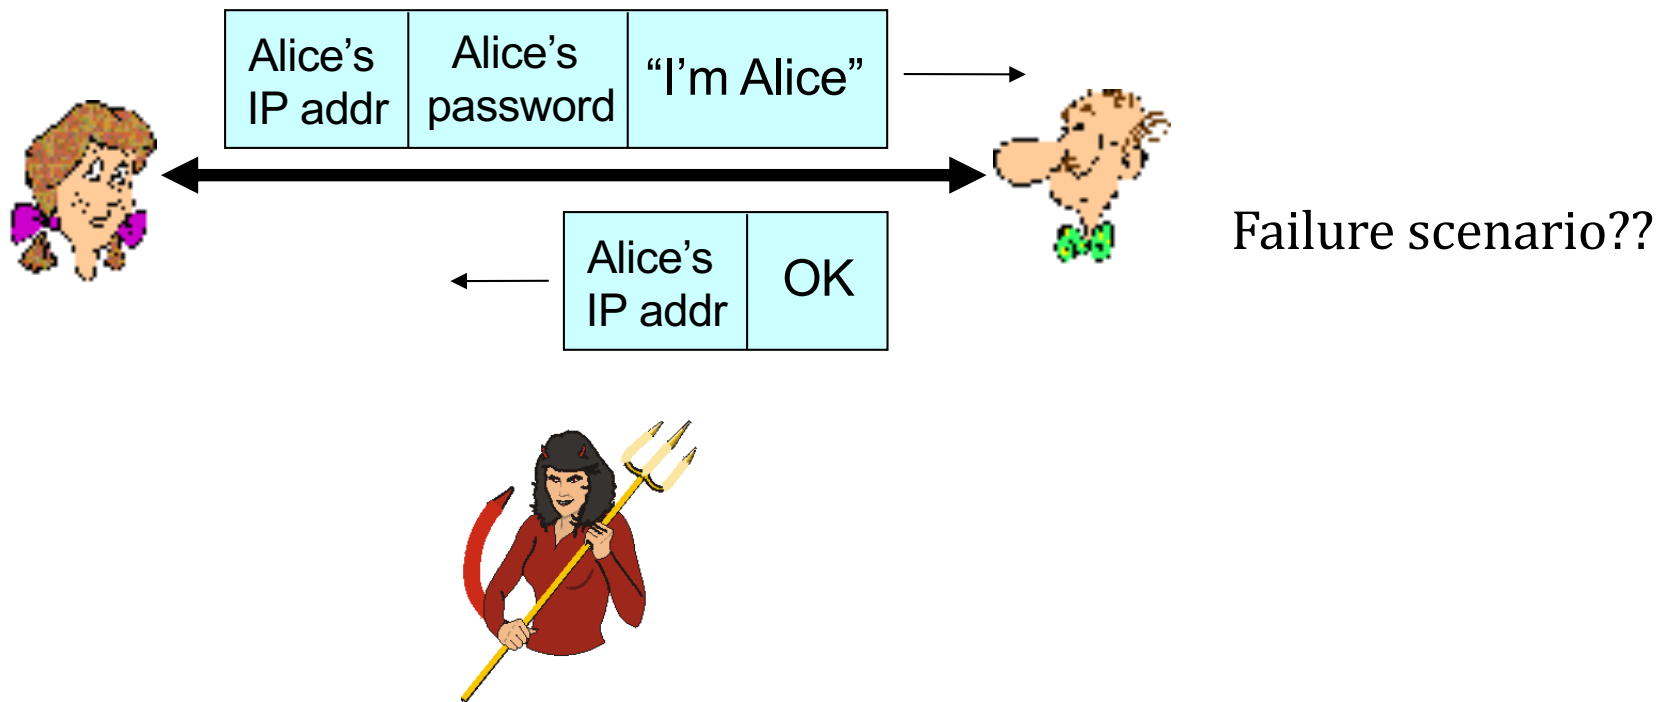 Alice’s
IP addr
Alice’s
password
“I’m Alice”
Alice’s
IP addr
OK
Failure scenario??